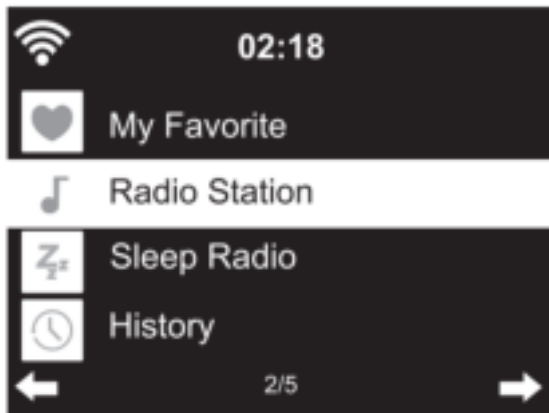 02:18
My Favorite
Radio Station
Sleep Radio
History
2/5